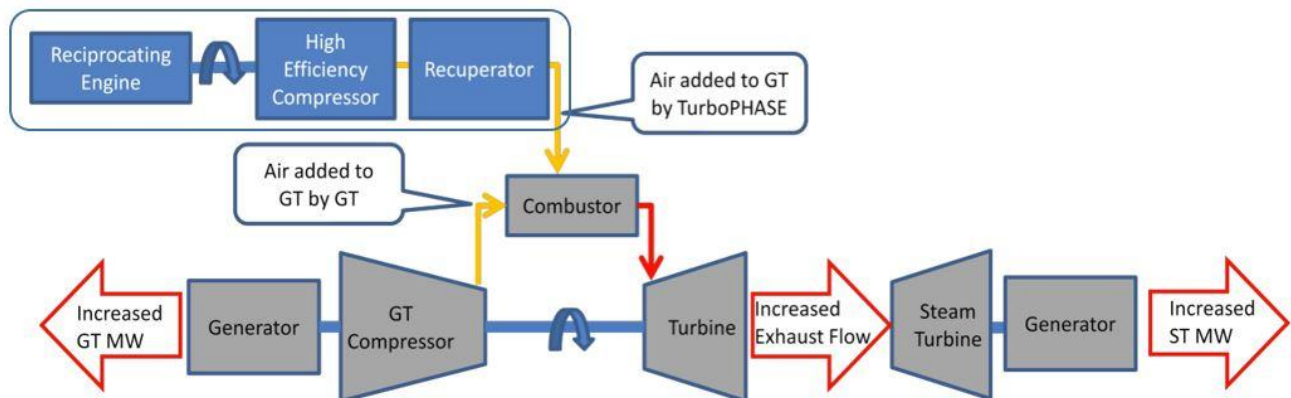 Reciprocating
Engine
High
Efficiency
Compressor
Recuperator
Air added to GT
by TurboPHASE
Air added to
GT by GT
Combustor
Increased
GT MW
Generator
GT
Compressor
Turbine
Increased
Exhaust Flow
Steam
Turbine
Generator
Increased
ST MW